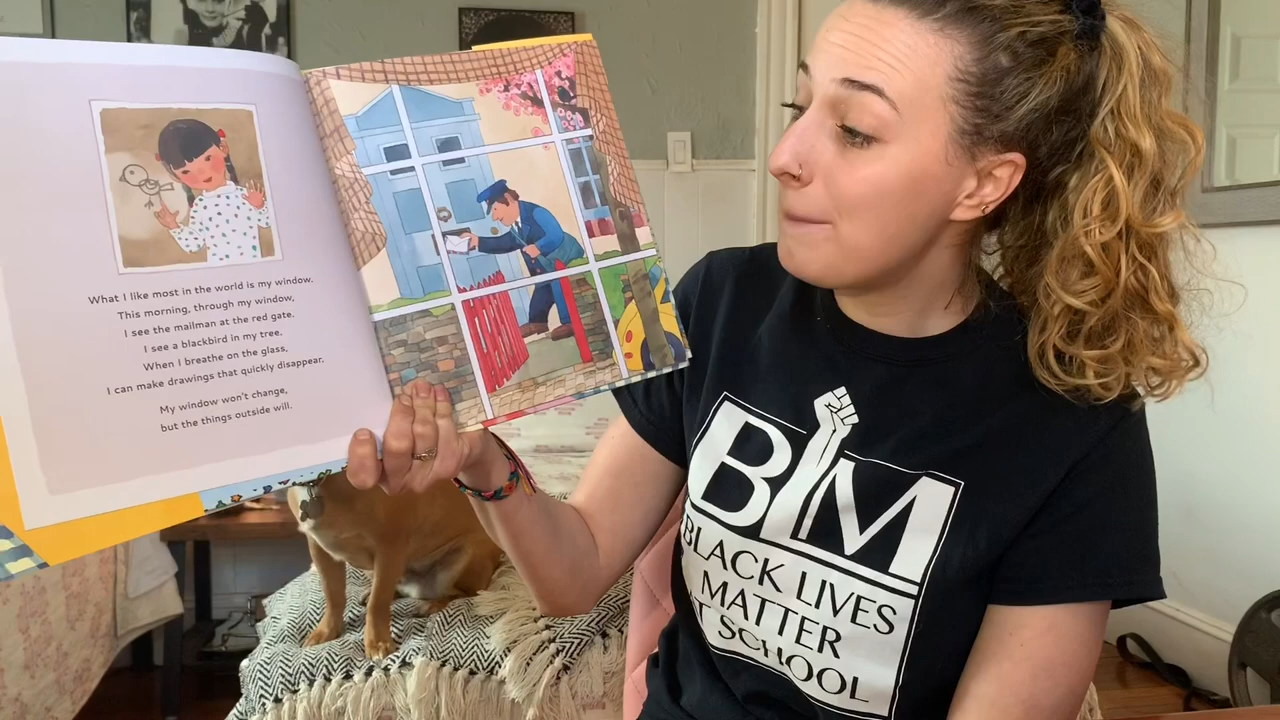 What I like most in the world is my window.
This morning, through my window,
I see the mailman at the red gate.
I see a blackbird in my tree.
When I breathe on the glass,
I can make drawings that quickly disappear.
My window won't change,
but the things outside will.
BLM
BLACK LIVES
MATTER
AT SCHOOL